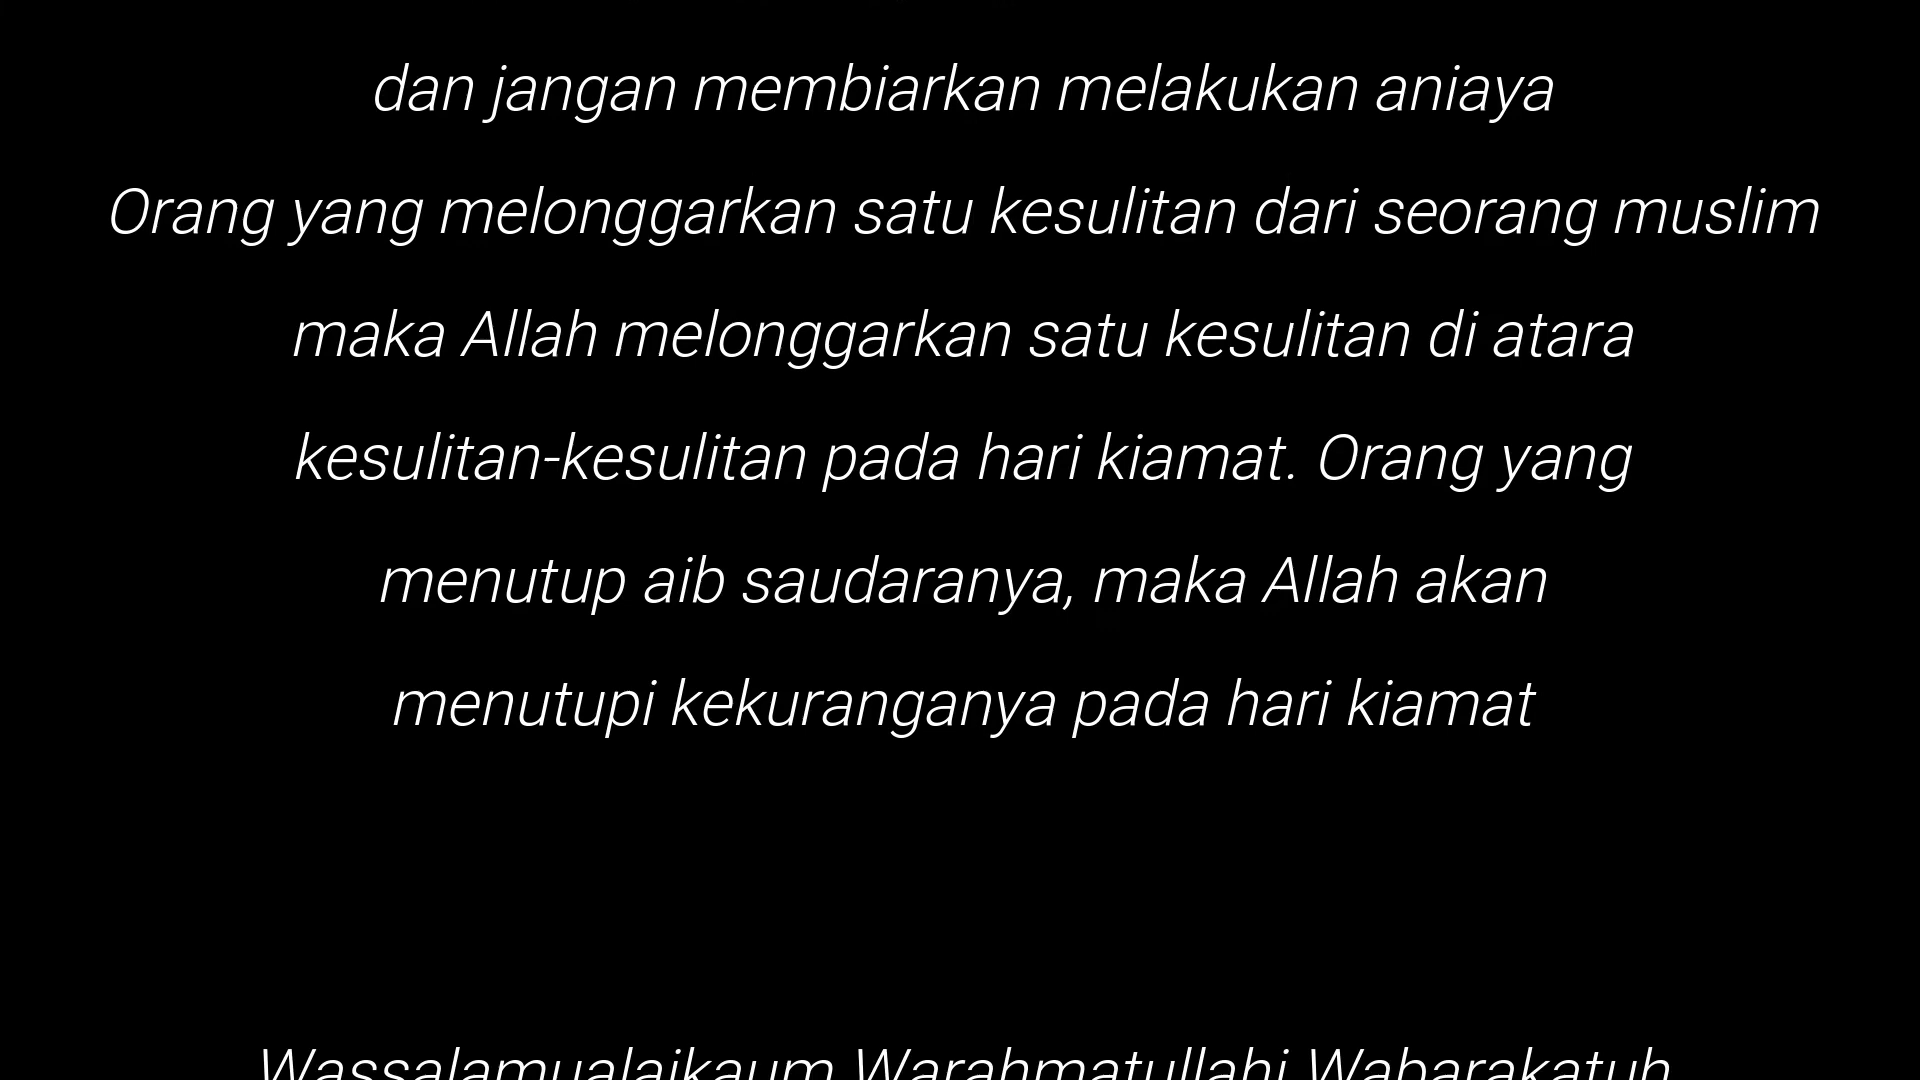 dan jangan membiarkan melakukan aniaya
Orang yang melonggarkan satu kesulitan dari seorang muslim
maka Allah melonggarkan satu kesulitan di atara
kesulitan-kesulitan pada hari kiamat. Orang yang
menutup aib saudaranya, maka Allah akan
menutupi kekuranganya pada hari kiamat
Wassalamualaikaum Warahmatullahi Wabarakatuh